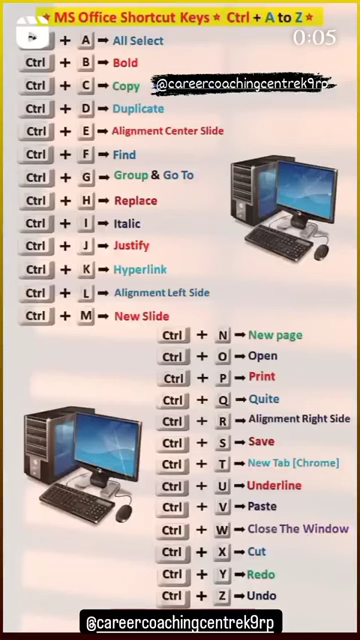 ★ MS Office Shortcut Keys ★ Ctrl + A to Z ★
0:05
+ A → All Select
Ctrl + B → Bold
Ctrl + C → Copy @careercoachingcentrek9rp
Ctrl + D → Duplicate
Ctrl + E → Alignment Center Slide
Ctrl + F → Find
Ctrl + G → Group & Go To
Ctrl + H → Replace
Ctrl + I → Italic
Ctrl + J → Justify
Ctrl + K → Hyperlink
Ctrl + L → Alignment Left Side
Ctrl + M → New Slide
Ctrl + N → New page
Ctrl + O → Open
Ctrl + P → Print
Ctrl + Q → Quite
Ctrl + R → Alignment Right Side
Ctrl + S → Save
Ctrl + T → New Tab [Chrome]
Ctrl + U → Underline
Ctrl + V → Paste
Ctrl + W → Close The Window
Ctrl + X → Cut
Ctrl + Y → Redo
Ctrl + Z → Undo
@careercoachingcentrek9rp